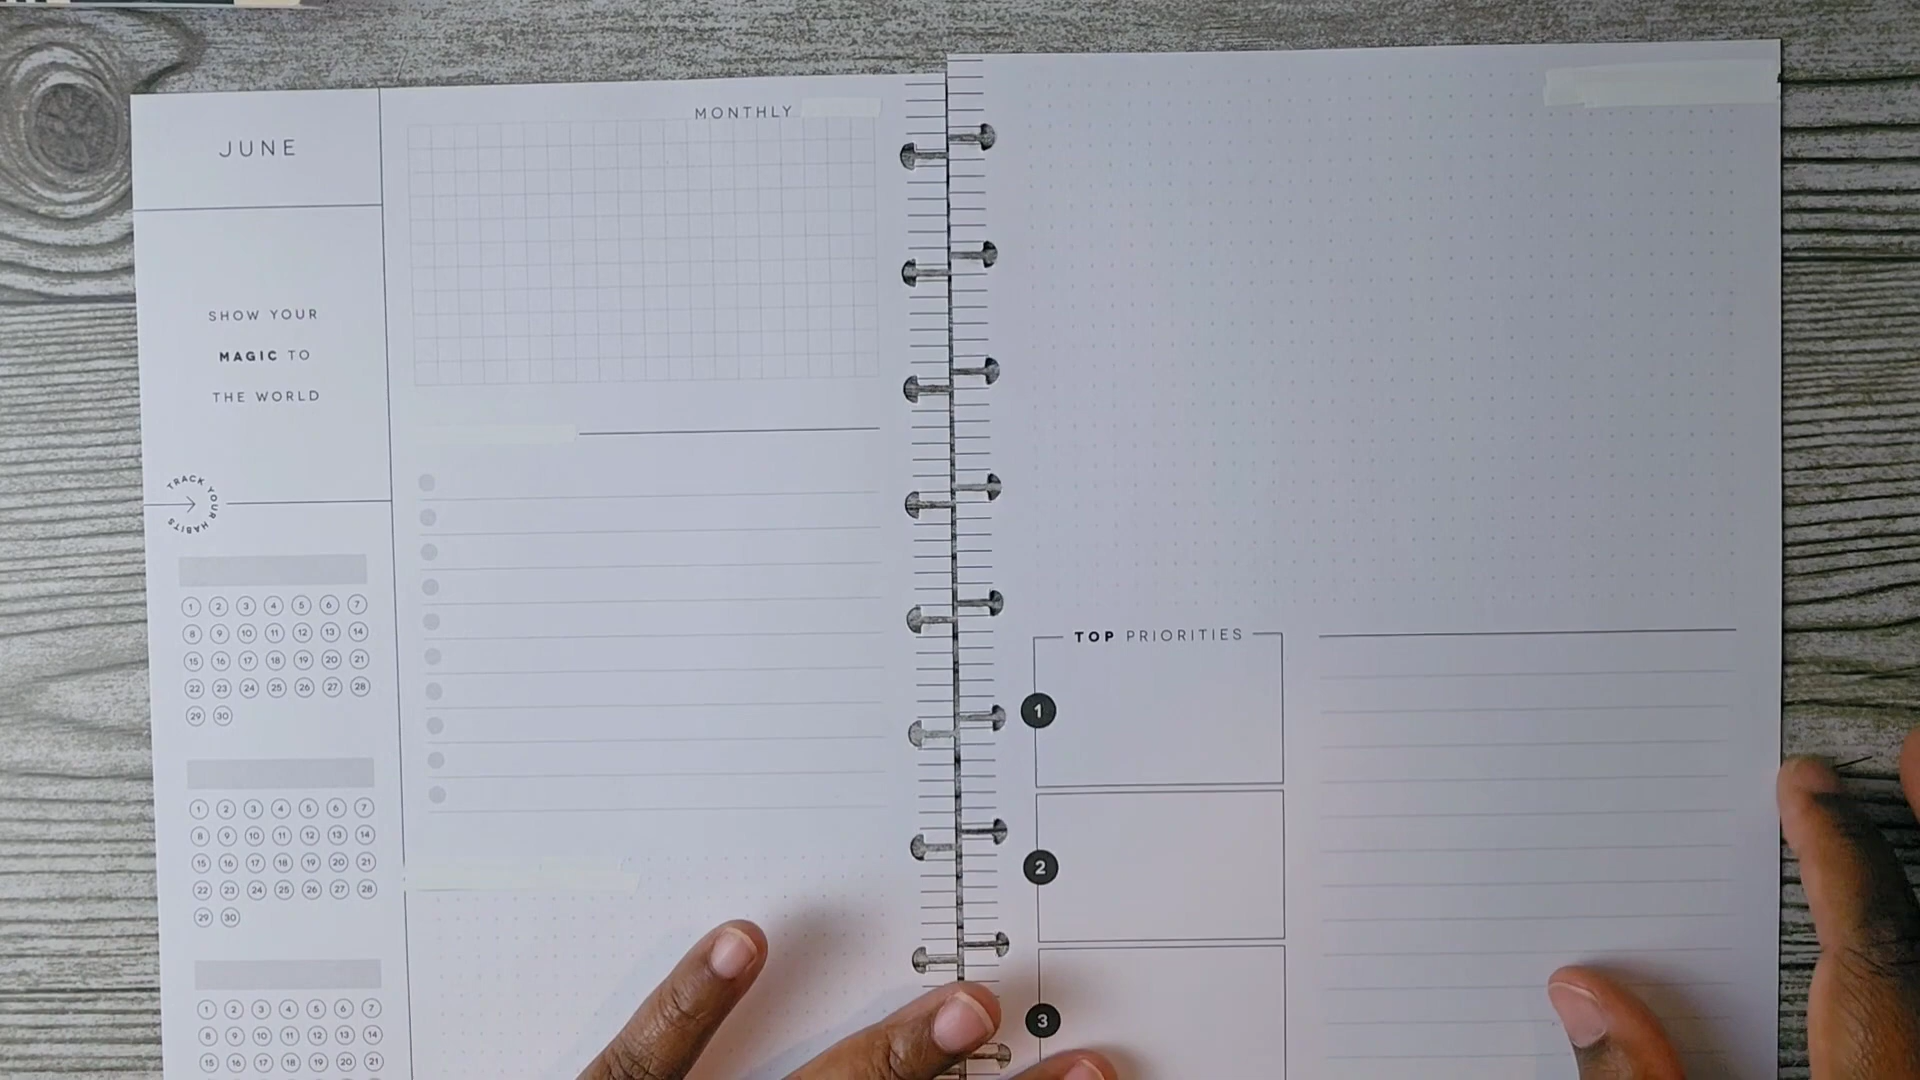 JUNE
SHOW YOUR
MAGIC TO
THE WORLD
TRACK YOUR HABITS
1 2 3 4 5 6 7
8 9 10 11 12 13 14
15 16 17 18 19 20 21
22 23 24 25 26 27 28
29 30
1 2 3 4 5 6 7
8 9 10 11 12 13 14
15 16 17 18 19 20 21
22 23 24 25 26 27 28
29 30
1 2 3 4 5 6 7
8 9 10 11 12 13 14
15 16 17 18 19 20 21
MONTHLY
TOP PRIORITIES
1
2
3